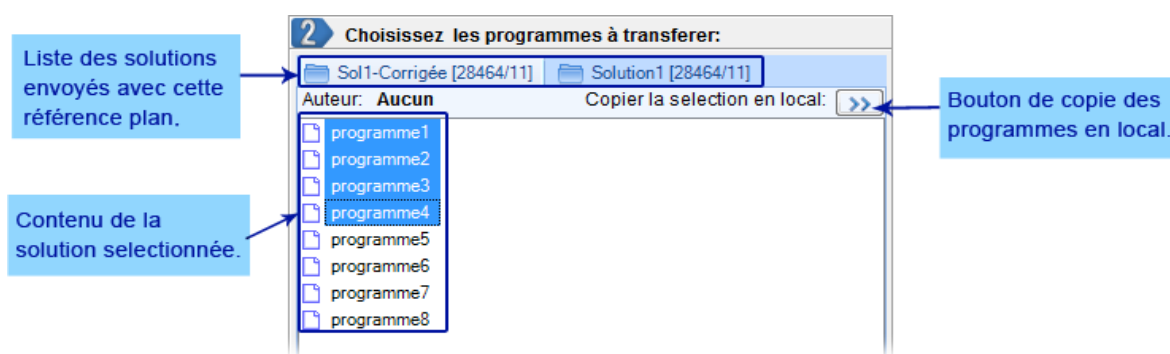 2 Choisissez les programmes à transferer:
Liste des solutions
envoyés avec cette
référence plan.
Sol1-Corrigée [28464/11] Solution1 [28464/11]
Auteur: Aucun Copier la selection en local: >>
Bouton de copie des
programmes en local.
programme1
programme2
programme3
programme4
Contenu de la
solution selectionnée.
programme5
programme6
programme7
programme8